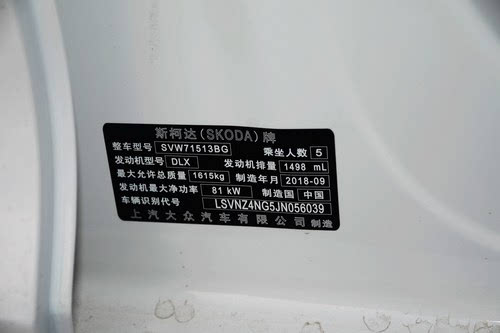 斯柯达(SKODA)牌
整车型号 SVW71513BG 乘坐人数 5
发动机型号 DLX 发动机排量 1498 mL
最大允许总质量 1615kg 制造年月 2018-09
发动机最大净功率 81 kW 制造国 中国
车辆识别代号 LSVNZ4NG5JN056039
上汽大众汽车有限公司 制造